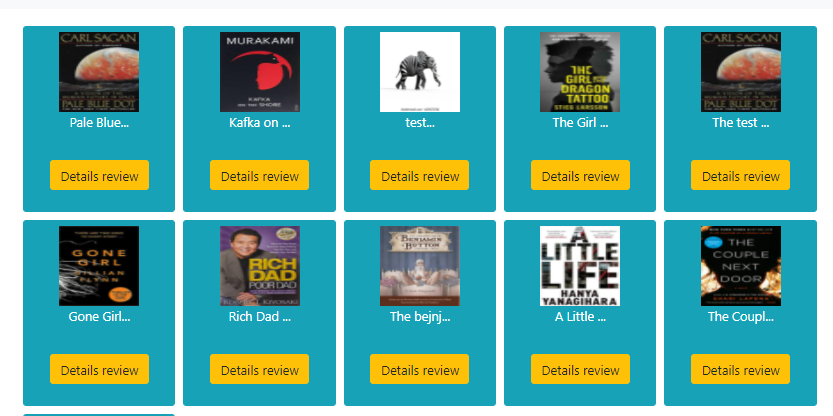 CARL SAGAN
PALE BLUE DOT
MURAKAMI
KAFKA
ON THE SHORE
THE
GIRL
DRAGON
TATTOO
STIEG LARSSON
CARL SAGAN
PALE BLUE DOT
Pale Blue...
Kafka on ...
test...
The Girl ...
The test ...
Details review
Details review
Details review
Details review
Details review
GONE
GIRL
GILLIAN
FLYNN
RICH
DAD
POOR DAD
BENJAMIN
BUTTON
A
LITTLE
LIFE
HANYA
YANAGIHARA
THE
COUPLE
NEXT
DOOR
SHARI LAPENA
Gone Girl...
Rich Dad ...
The bejnj...
A Little ...
The Coupl...
Details review
Details review
Details review
Details review
Details review